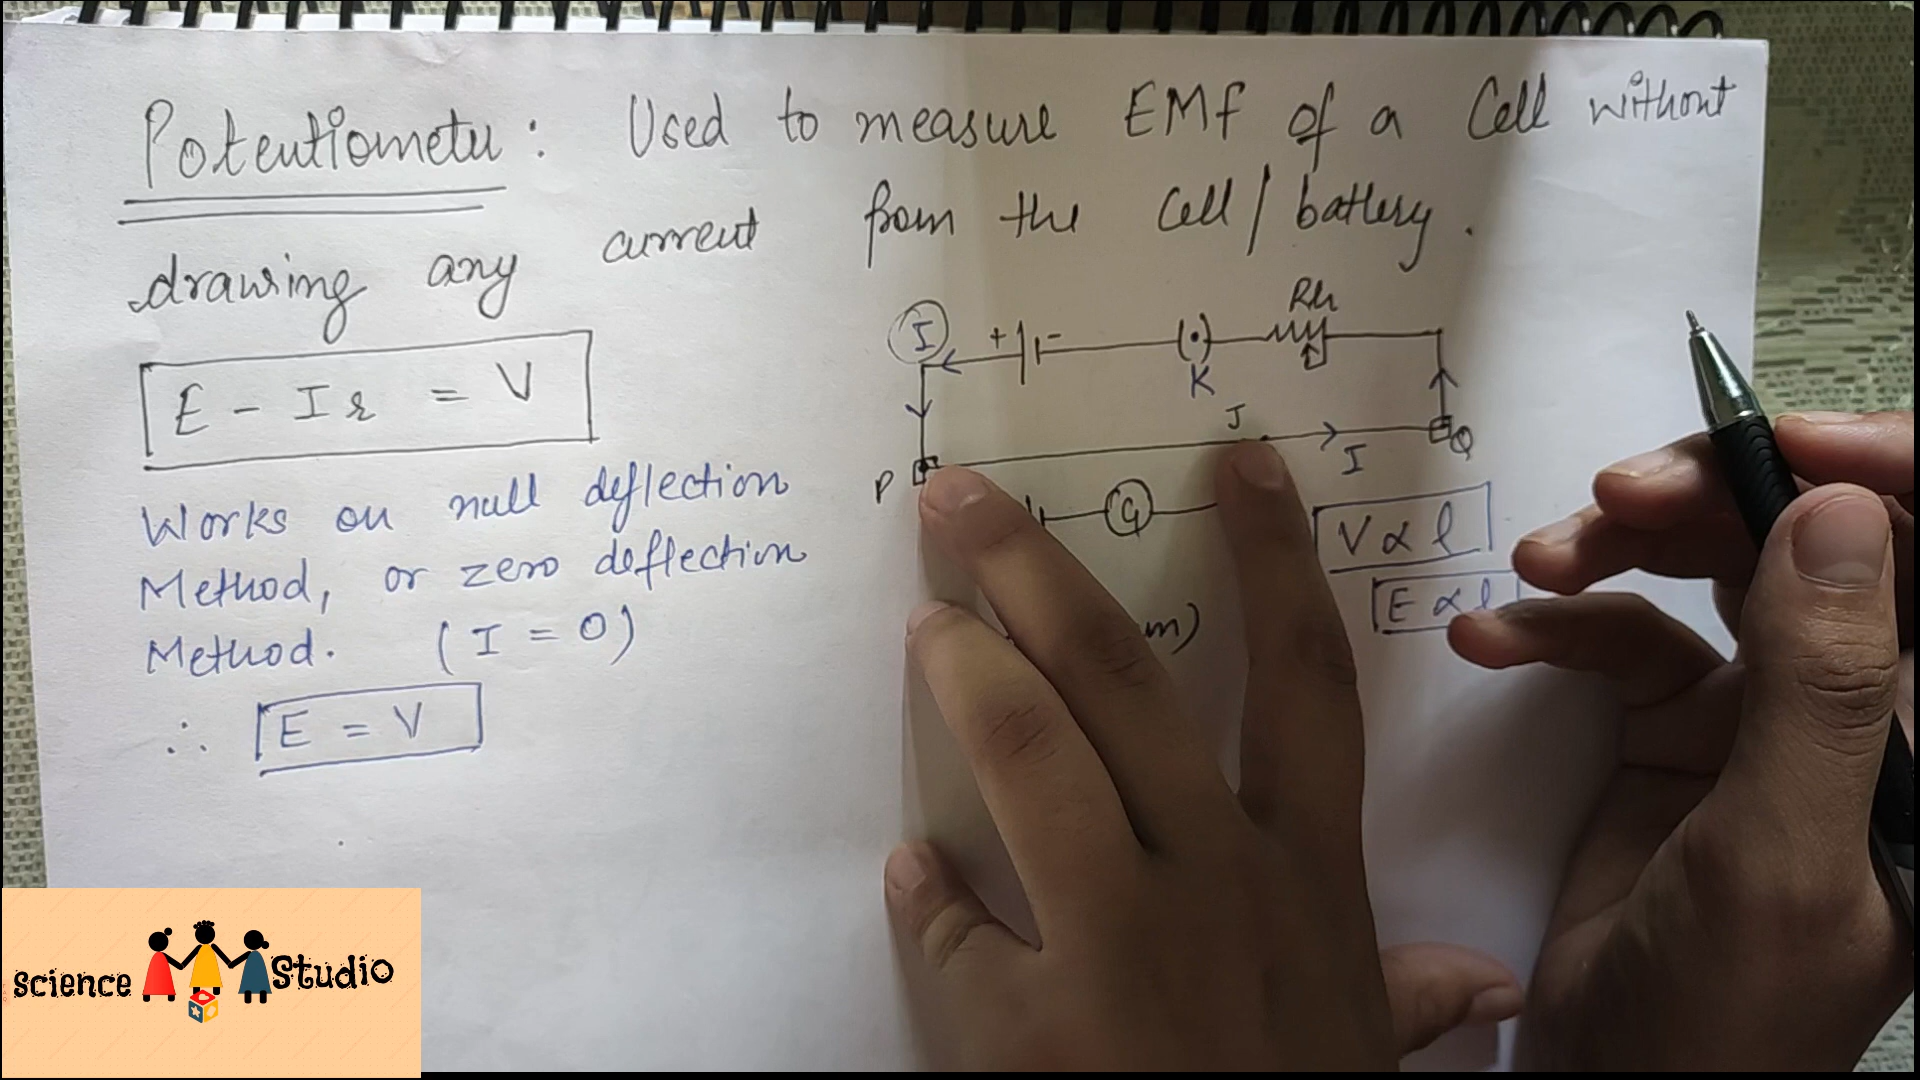 Potentiometer : Used to measure EMF of a Cell without
drawing any current from the Cell / battery.
E - Ir = V
Works on null deflection
Method, or zero deflection
Method. ( I = 0 )
∴ E = V
I
+ -
K
Rh
J
P
Q
I
G
V ∝ l
E ∝ l
m)
Science Studio